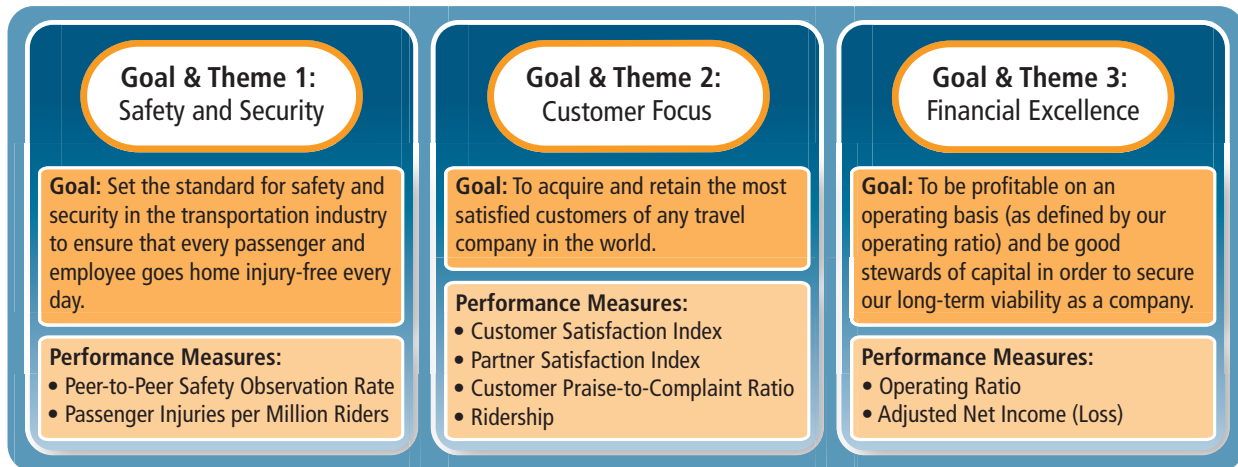 Goal & Theme 1:
Safety and Security
Goal: Set the standard for safety and
security in the transportation industry
to ensure that every passenger and
employee goes home injury-free every
day.
Performance Measures:
• Peer-to-Peer Safety Observation Rate
• Passenger Injuries per Million Riders
Goal & Theme 2:
Customer Focus
Goal: To acquire and retain the most
satisfied customers of any travel
company in the world.
Performance Measures:
• Customer Satisfaction Index
• Partner Satisfaction Index
• Customer Praise-to-Complaint Ratio
• Ridership
Goal & Theme 3:
Financial Excellence
Goal: To be profitable on an
operating basis (as defined by our
operating ratio) and be good
stewards of capital in order to secure
our long-term viability as a company.
Performance Measures:
• Operating Ratio
• Adjusted Net Income (Loss)